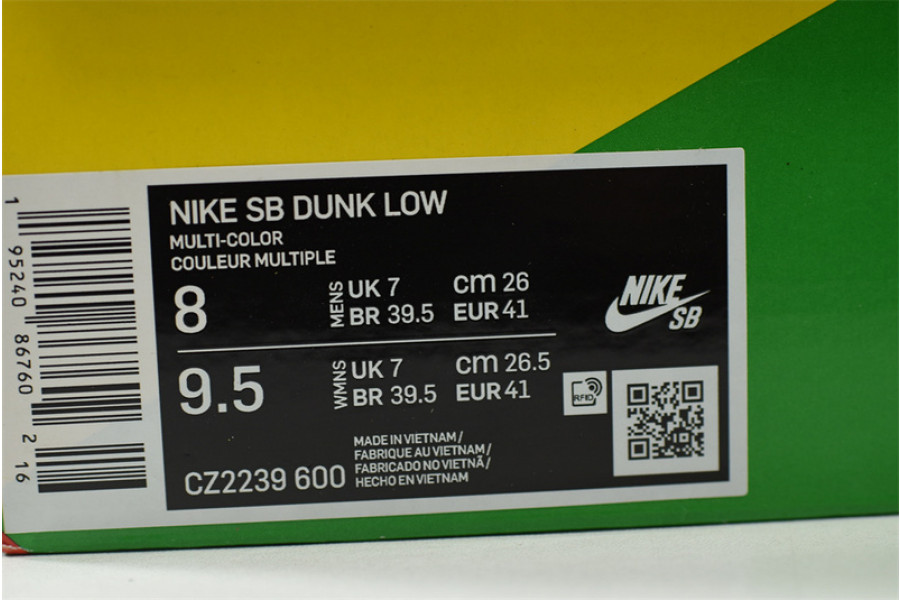 NIKE SB DUNK LOW
MULTI-COLOR
COULEUR MULTIPLE
8
MENS
UK 7 cm 26
BR 39.5 EUR 41
9.5
WMNS
UK 7 cm 26.5
BR 39.5 EUR 41
CZ2239 600
MADE IN VIETNAM /
FABRIQUE AU VIETNAM /
FABRICADO NO VIETNÃ /
HECHO EN VIETNAM
NIKE
SB
RFID
1 95240 86760 2 16